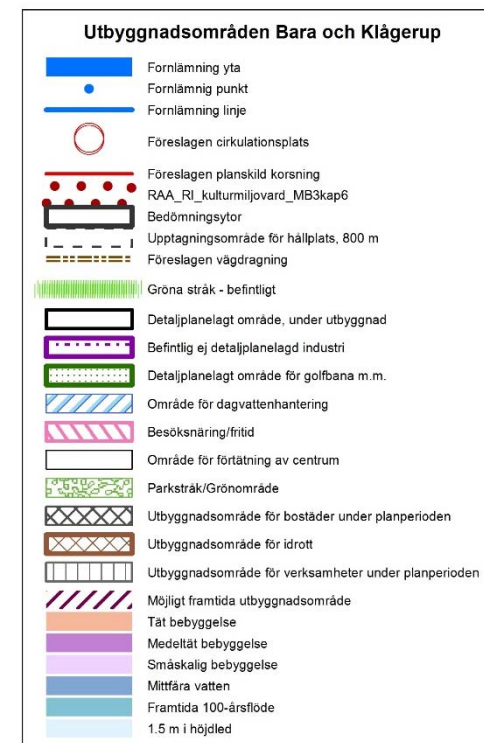 Utbyggnadsområden Bara och Klågerup
Fornlämning yta
Fornlämnig punkt
Fornlämning linje
Föreslagen cirkulationsplats
Föreslagen planskild korsning
RAA_RI_kulturmiljovard_MB3kap6
Bedömningsytor
Upptagningsområde för hållplats, 800 m
Föreslagen vägdragning
Gröna stråk - befintligt
Detaljplanelagt område, under utbyggnad
Befintlig ej detaljplanelagd industri
Detaljplanelagt område för golfbana m.m.
Område för dagvattenhantering
Besöksnäring/fritid
Område för förtätning av centrum
Parkstråk/Grönområde
Utbyggnadsområde för bostäder under planperioden
Utbyggnadsområde för idrott
Utbyggnadsområde för verksamheter under planperioden
Möjligt framtida utbyggnadsområde
Tät bebyggelse
Medeltät bebyggelse
Småskalig bebyggelse
Mittfåra vatten
Framtida 100-årsflöde
1.5 m i höjdled